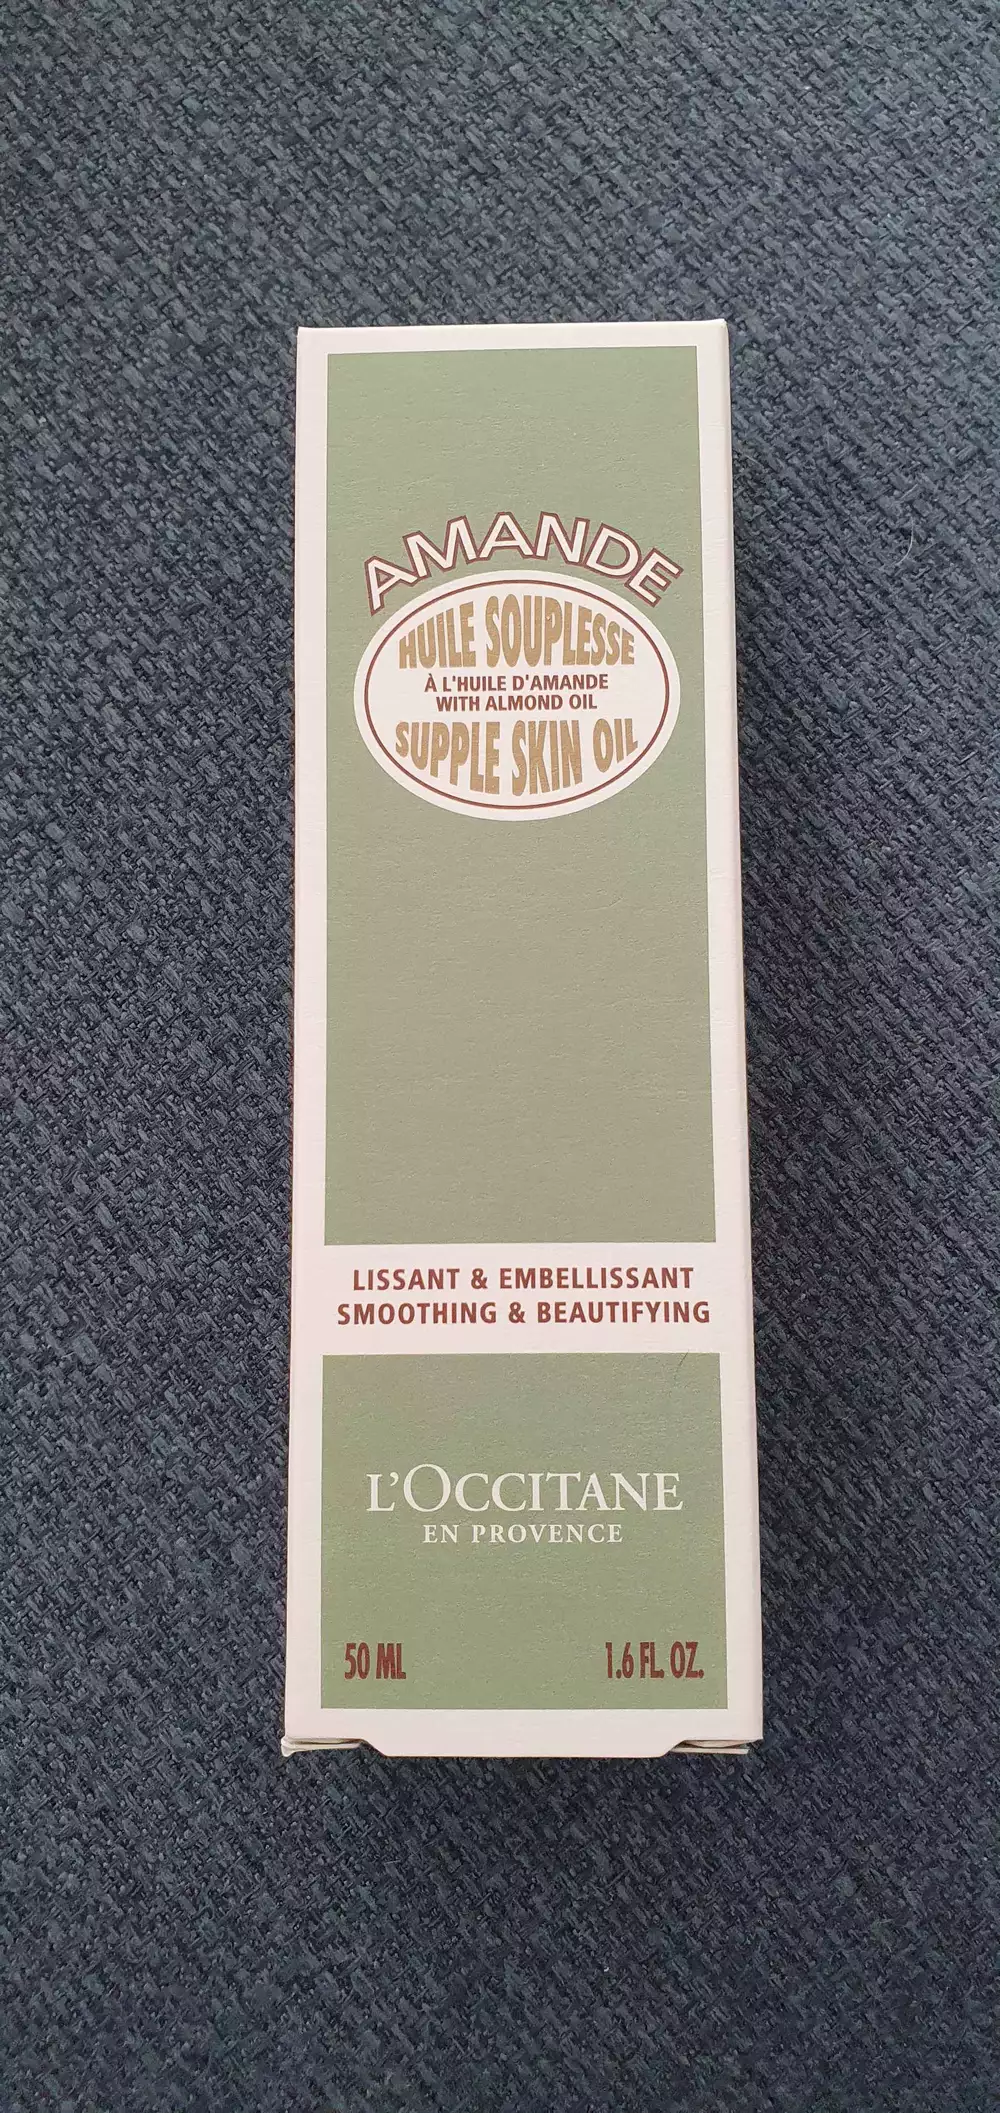 AMANDE
HUILE SOUPLESSE
À L'HUILE D'AMANDE
WITH ALMOND OIL
SUPPLE SKIN OIL
LISSANT & EMBELLISSANT
SMOOTHING & BEAUTIFYING
L'OCCITANE
EN PROVENCE
50 ML 1.6 FL. OZ.